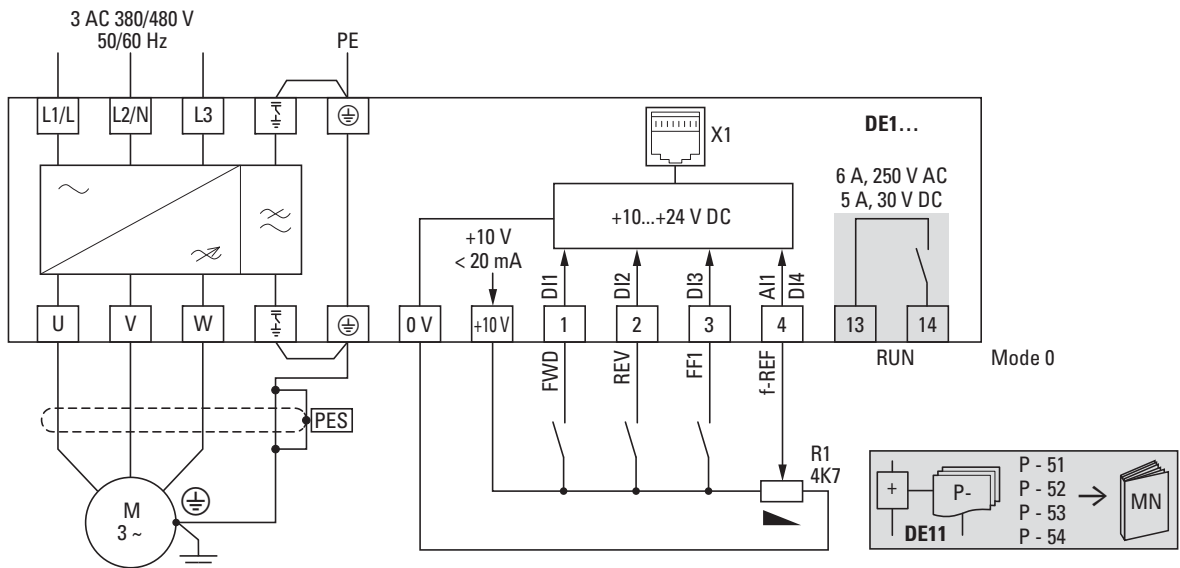 3 AC 380/480 V
50/60 Hz
PE
L1/L
L2/N
L3
X1
DE1...
6 A, 250 V AC
5 A, 30 V DC
+10...+24 V DC
+10 V
< 20 mA
DI1
DI2
DI3
AI1
DI4
U
V
W
0 V
+10 V
1
2
3
4
13
14
FWD
REV
FF1
f-REF
RUN
Mode 0
PES
R1
4K7
M
3 ~
+
P-
DE11
P - 51
P - 52
P - 53
P - 54
MN